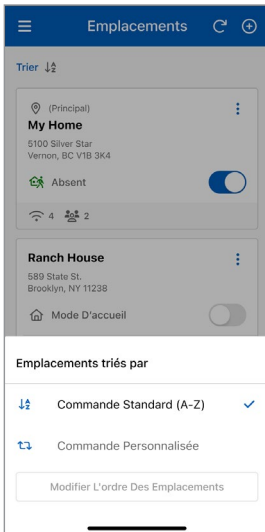 Emplacements
Trier
(Principal)
My Home
5100 Silver Star
Vernon, BC V1B 3K4
Absent
4 2
Ranch House
589 State St.
Brooklyn, NY 11238
Mode D'accueil
Emplacements triés par
Commande Standard (A-Z)
Commande Personnalisée
Modifier L'ordre Des Emplacements